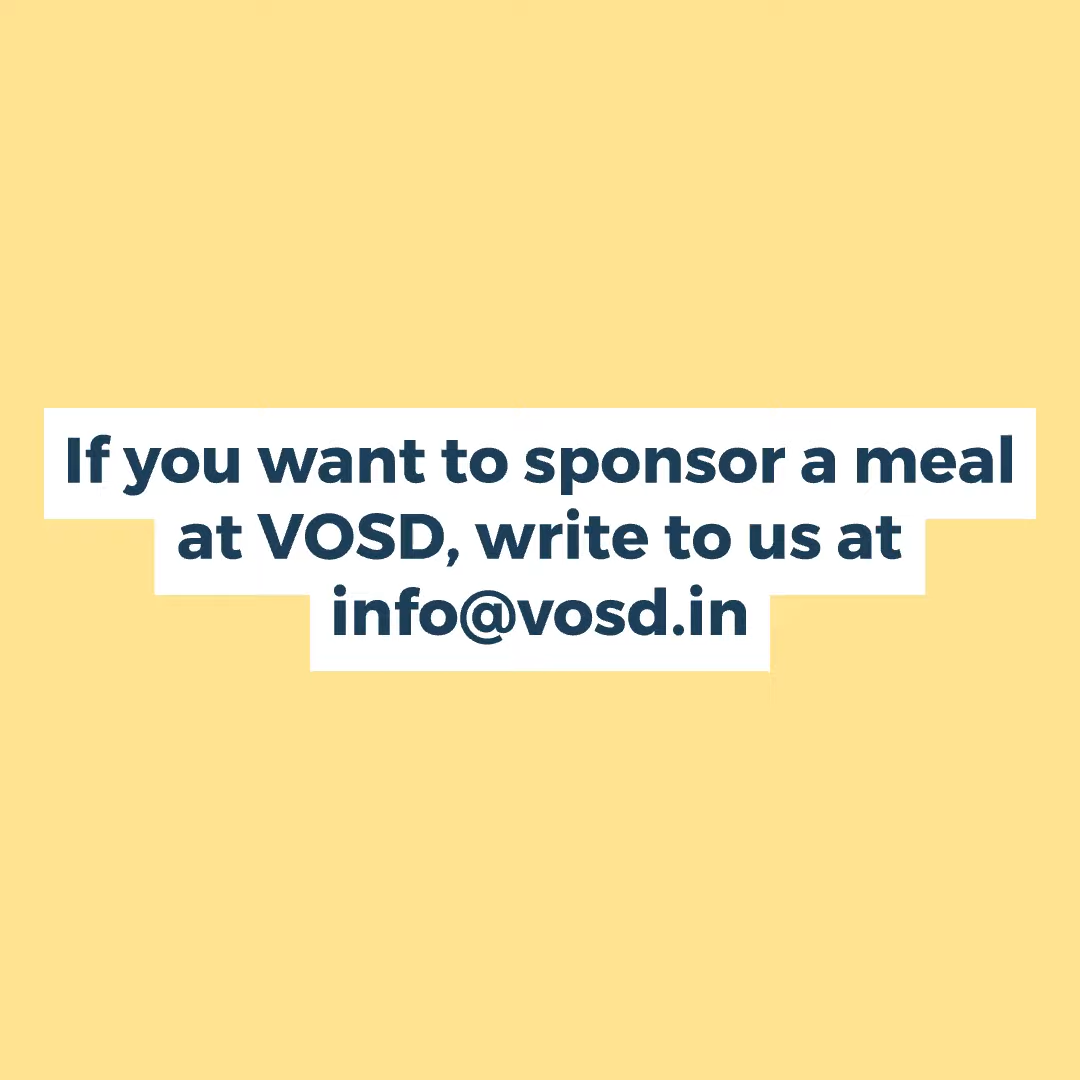 If you want to sponsor a meal
at VOSD, write to us at
info@vosd.in